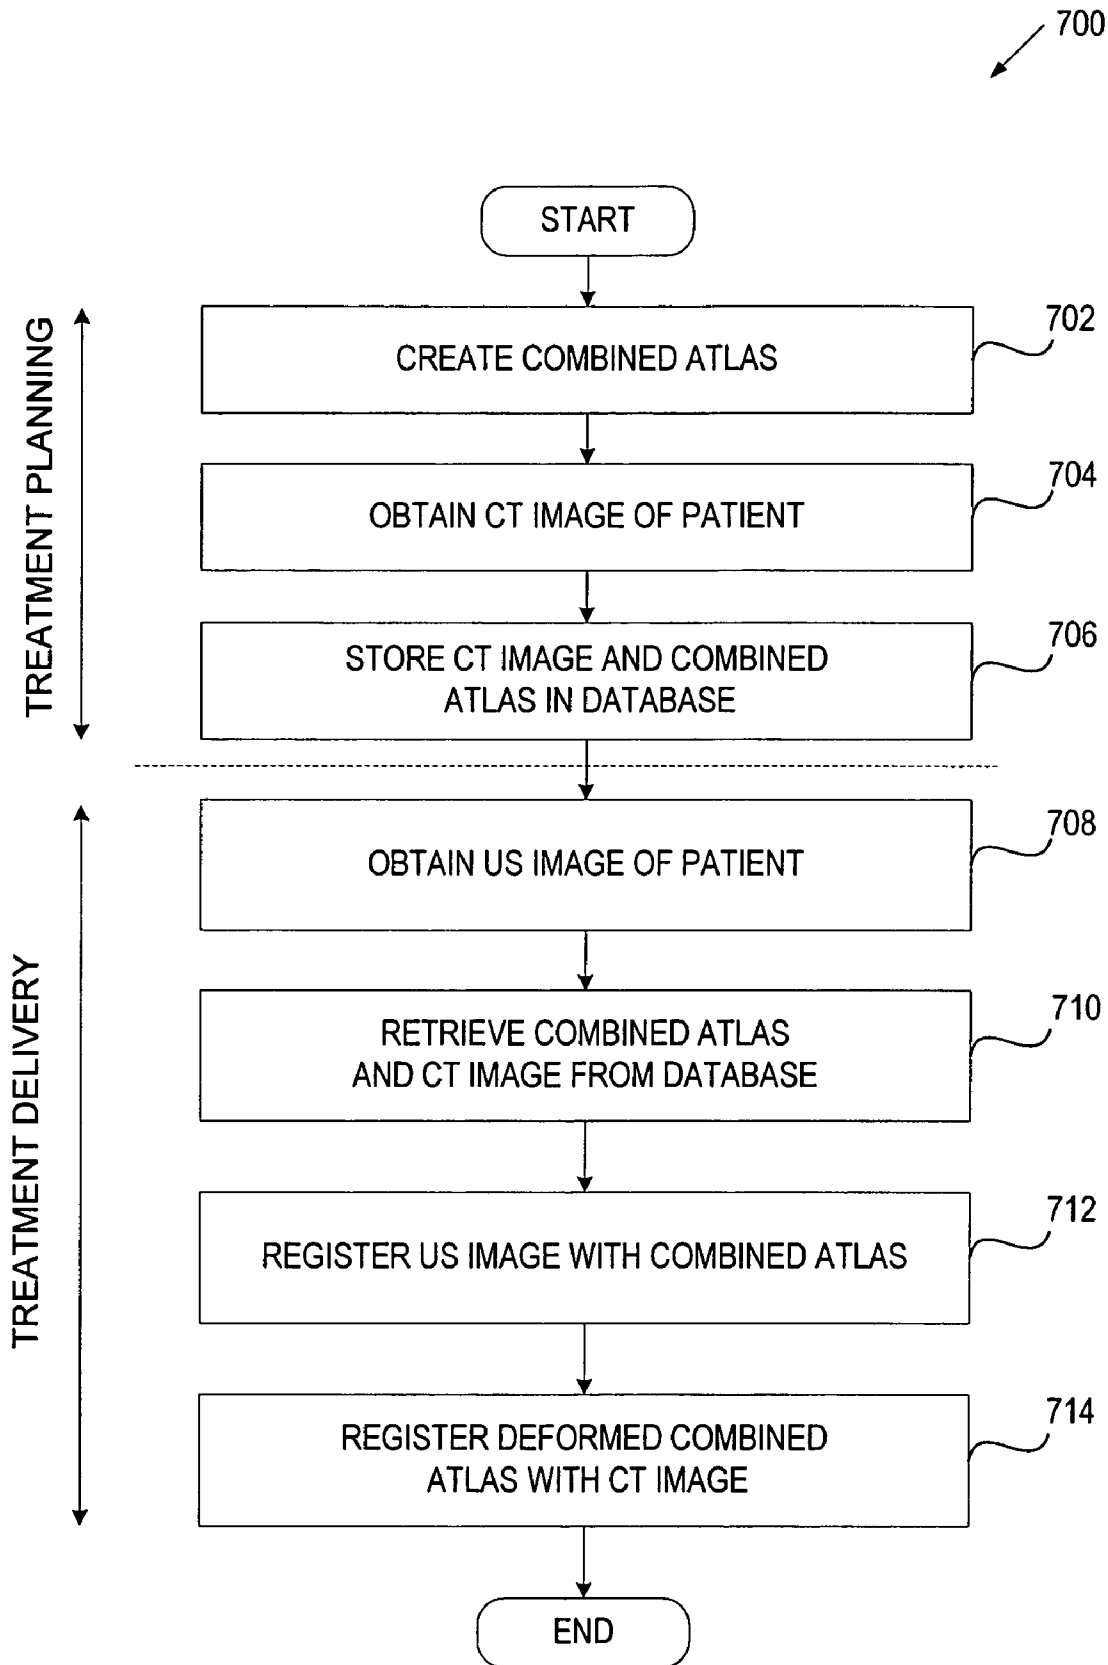 700
START
TREATMENT PLANNING
702
CREATE COMBINED ATLAS
704
OBTAIN CT IMAGE OF PATIENT
706
STORE CT IMAGE AND COMBINED
ATLAS IN DATABASE
TREATMENT DELIVERY
708
OBTAIN US IMAGE OF PATIENT
710
RETRIEVE COMBINED ATLAS
AND CT IMAGE FROM DATABASE
712
REGISTER US IMAGE WITH COMBINED ATLAS
714
REGISTER DEFORMED COMBINED
ATLAS WITH CT IMAGE
END